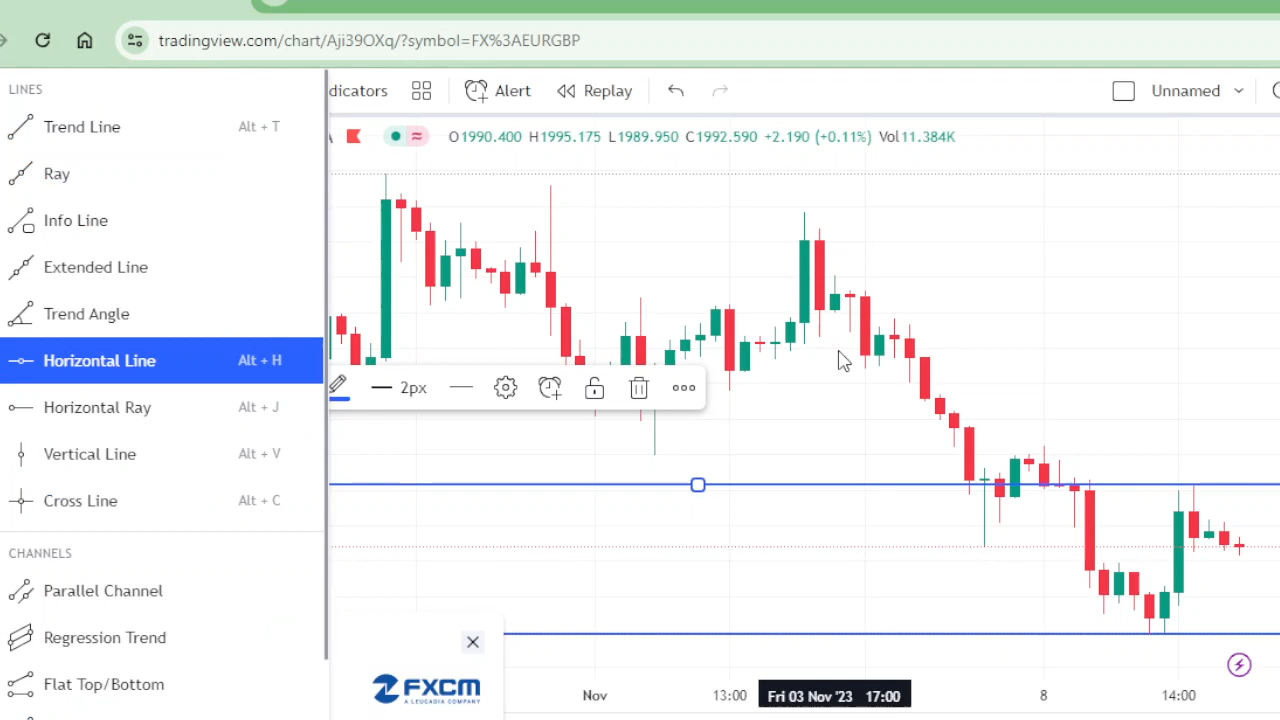 tradingview.com/chart/Aji39OXq/?symbol=FX%3AEURGBP
dicators Alert Replay Unnamed
O1990.400 H1995.175 L1989.950 C1992.590 +2.190 (+0.11%) Vol11.384K
LINES
Trend Line Alt + T
Ray
Info Line
Extended Line
Trend Angle
Horizontal Line Alt + H
Horizontal Ray Alt + J
Vertical Line Alt + V
Cross Line Alt + C
CHANNELS
Parallel Channel
Regression Trend
Flat Top/Bottom
2px
FXCM
A LEUCADIA COMPANY
Nov 13:00 Fri 03 Nov '23 17:00 8 14:00